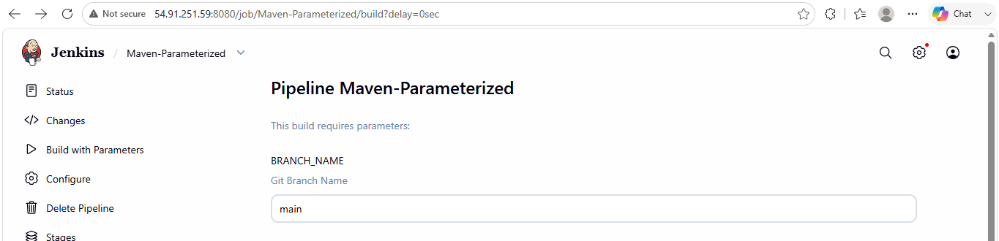 Not secure 54.91.251.59:8080/job/Maven-Parameterized/build?delay=0sec Chat
Jenkins / Maven-Parameterized
Status
Changes
Build with Parameters
Configure
Delete Pipeline
Stages
Pipeline Maven-Parameterized
This build requires parameters:
BRANCH_NAME
Git Branch Name
main